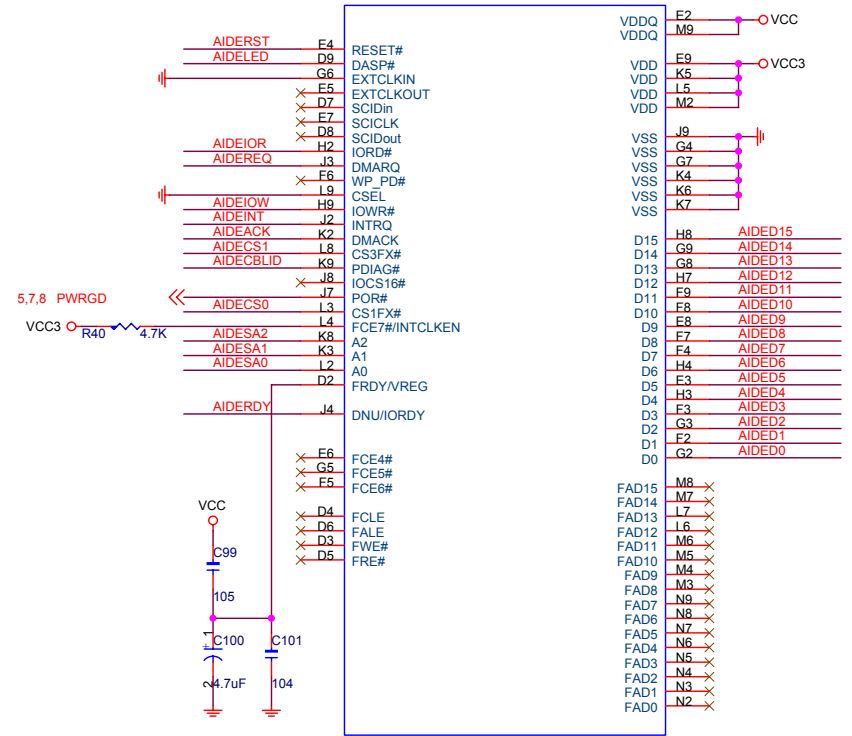 AIDERST E4 RESET#
AIDELED D9 DASP#
G6 EXTCLKIN
E5 EXTCLKOUT
D7 SCIDin
E7 SCICLK
D8 SCIDout
AIDEIOR H2 IORD#
AIDEREQ J3 DMARQ
F6 WP_PD#
L9 CSEL
AIDEIOW H9 IOWR#
AIDEINT J2 INTRQ
AIDEACK K2 DMACK
AIDECS1 L8 CS3FX#
AIDECBLID K9 PDIAG#
J8 IOCS16#
5,7,8 PWRGD J7 POR#
AIDECS0 L3 CS1FX#
VCC3 R40 4.7K L4 FCE7#/INTCLKEN
AIDESA2 K8 A2
AIDESA1 K3 A1
AIDESA0 L2 A0
D2 FRDY/VREG
AIDERDY J4 DNU/IORDY
E6 FCE4#
G5 FCE5#
F5 FCE6#
D4 FCLE
D6 FALE
D3 FWE#
D5 FRE#
VCC
C99
105
1
C100
2
4.7uF
C101
104
VDDQ E2 VCC
VDDQ M9
VDD E9 VCC3
VDD K5
VDD L5
VDD M2
VSS J9
VSS G4
VSS G7
VSS K4
VSS K6
VSS K7
D15 H8 AIDED15
D14 G9 AIDED14
D13 G8 AIDED13
D12 H7 AIDED12
D11 F9 AIDED11
D10 F8 AIDED10
D9 E8 AIDED9
D8 F7 AIDED8
D7 F4 AIDED7
D6 H4 AIDED6
D5 E3 AIDED5
D4 H3 AIDED4
D3 F3 AIDED3
D2 G3 AIDED2
D1 F2 AIDED1
D0 G2 AIDED0
FAD15 M8
FAD14 M7
FAD13 L7
FAD12 L6
FAD11 M6
FAD10 M5
FAD9 M4
FAD8 M3
FAD7 N9
FAD6 N8
FAD5 N7
FAD4 N6
FAD3 N5
FAD2 N4
FAD1 N3
FAD0 N2